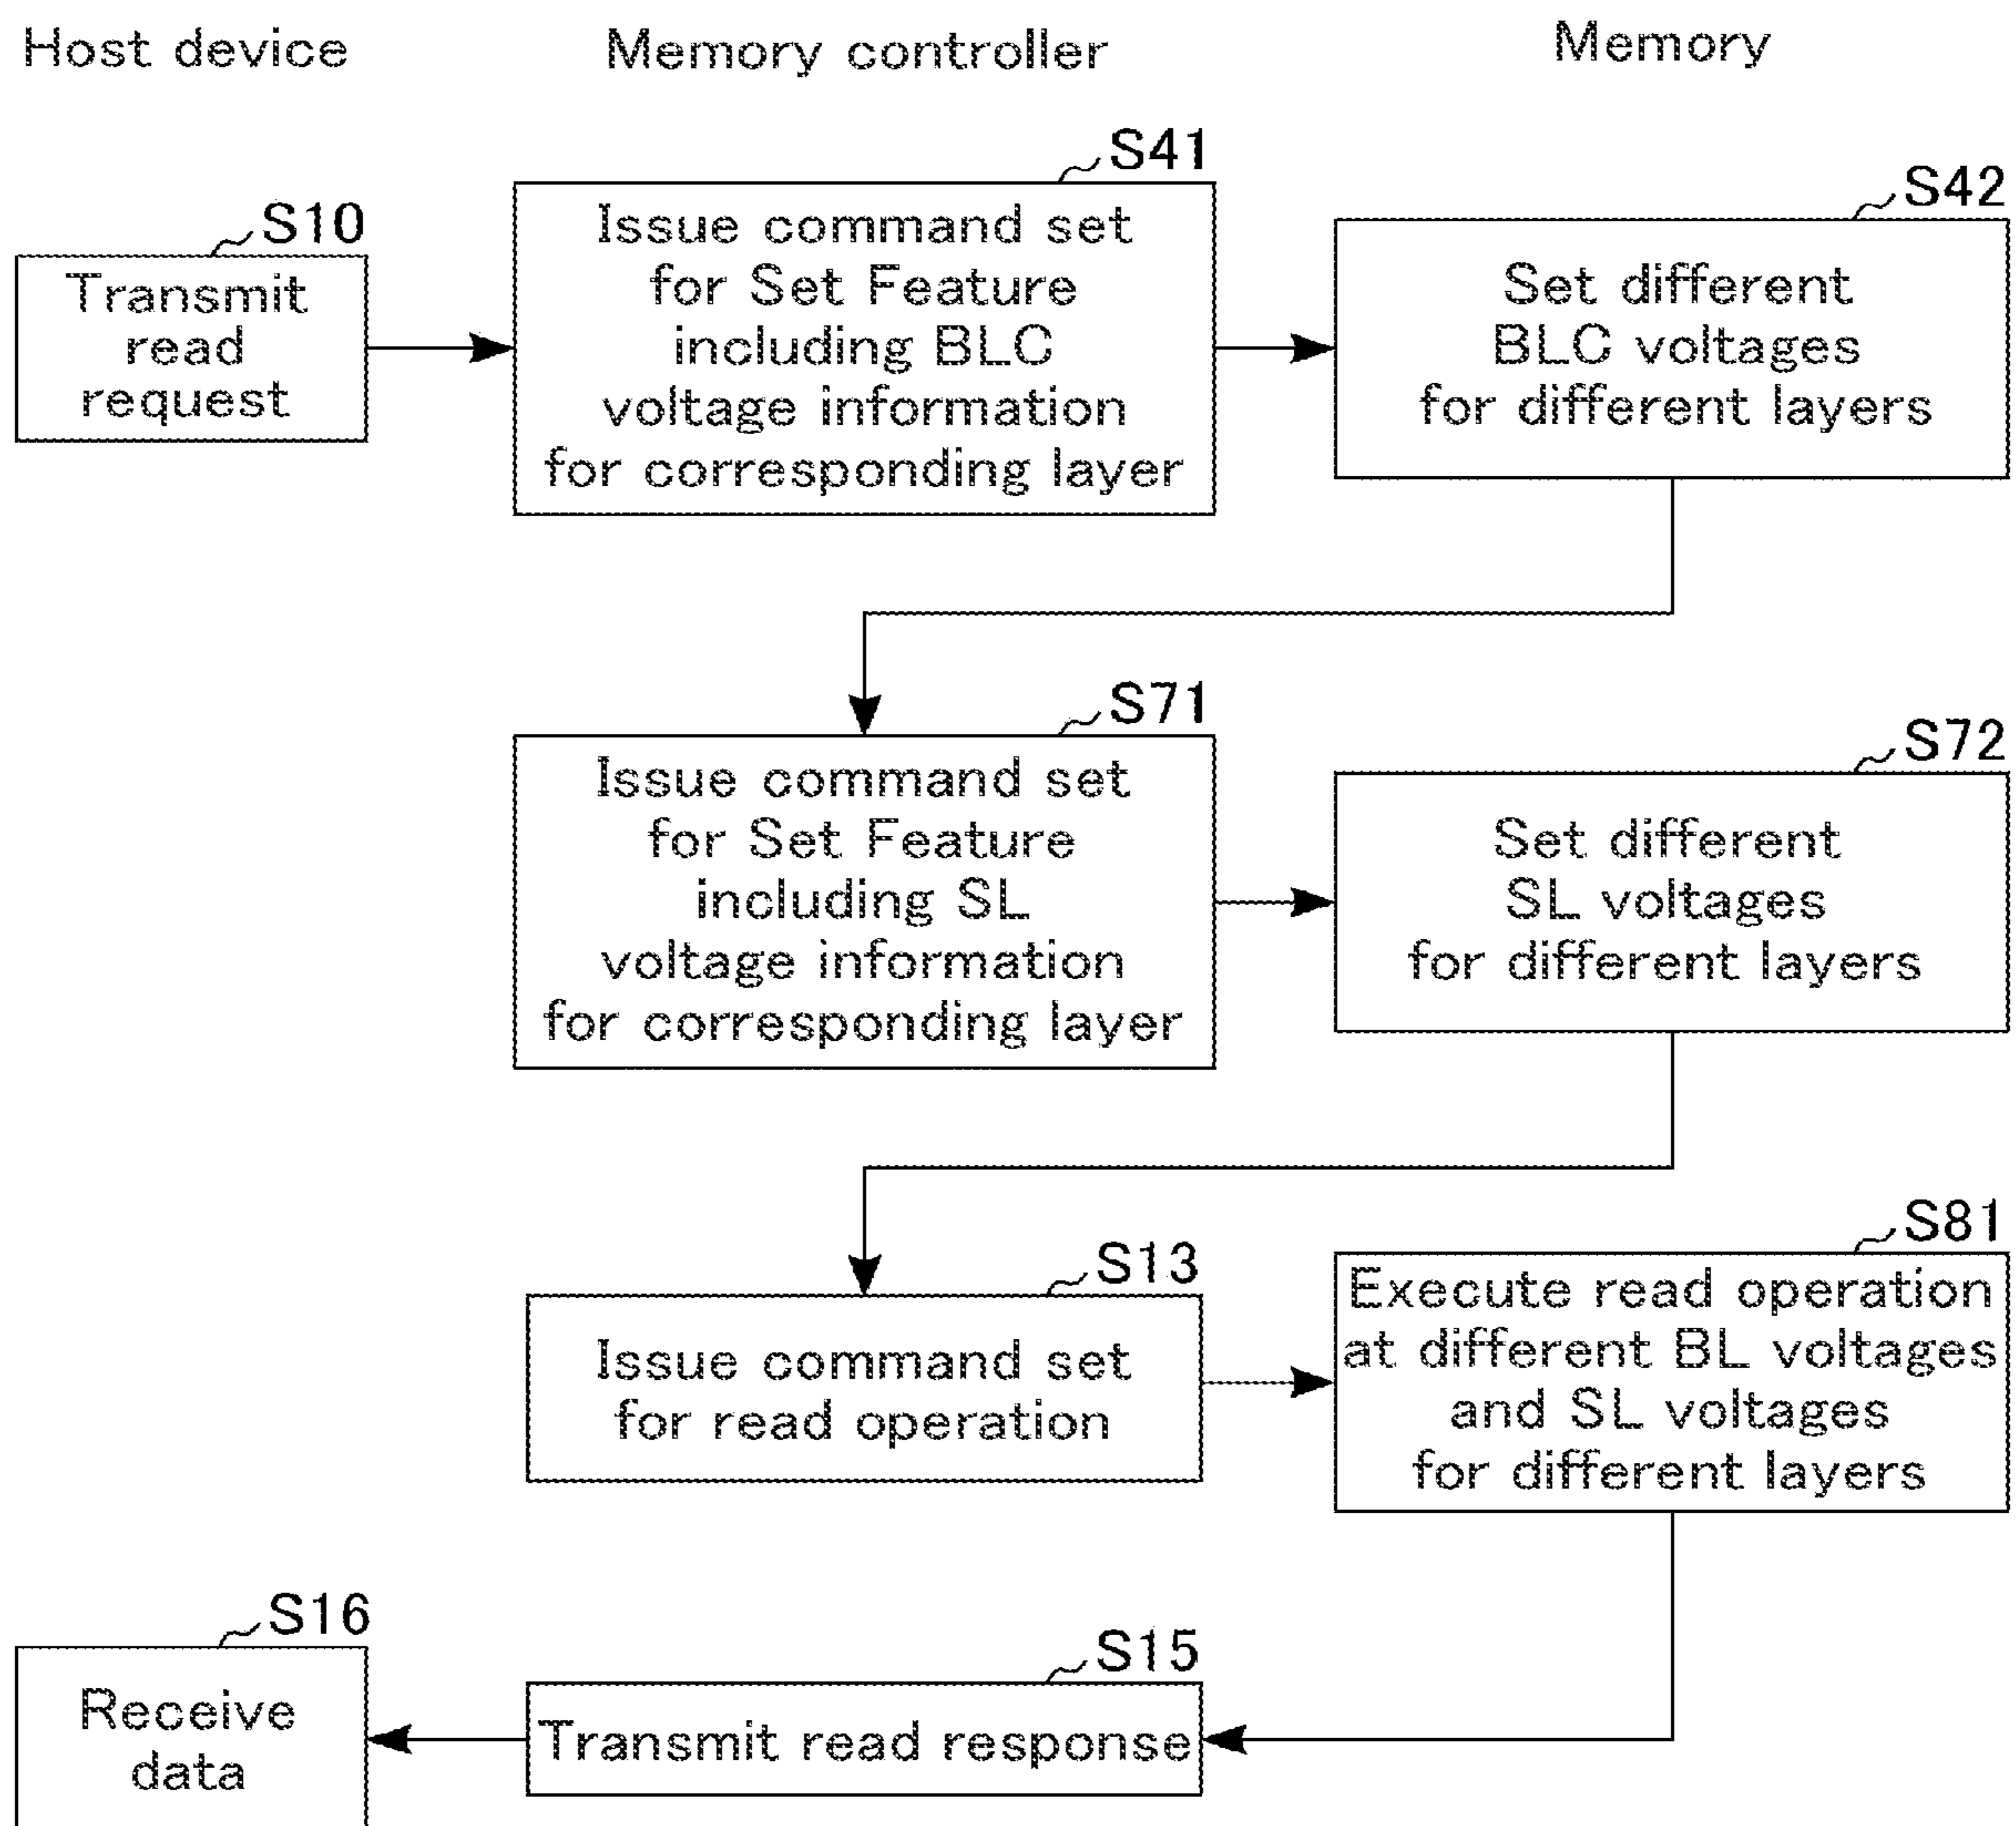 Host device
Memory controller
Memory
S10
Transmit
read
request
S41
Issue command set
for Set Feature
including BLC
voltage information
for corresponding layer
S42
Set different
BLC voltages
for different layers
S71
Issue command set
for Set Feature
including SL
voltage information
for corresponding layer
S72
Set different
SL voltages
for different layers
S13
Issue command set
for read operation
S81
Execute read operation
at different BL voltages
and SL voltages
for different layers
S15
Transmit read response
S16
Receive
data